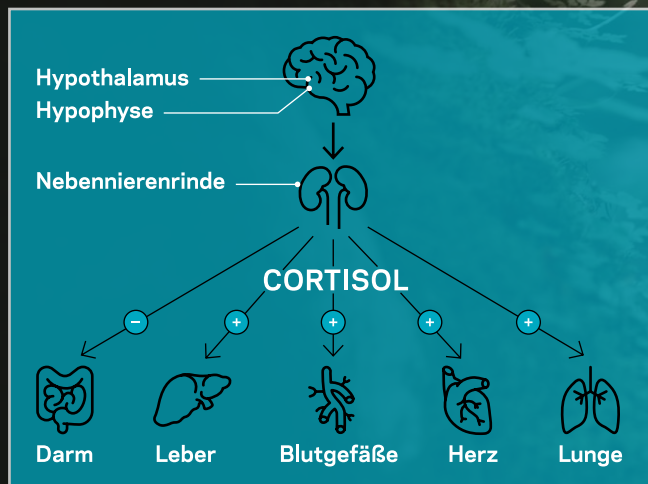 Hypothalamus
Hypophyse
Nebennierenrinde
CORTISOL
− + + + +
Darm Leber Blutgefäße Herz Lunge